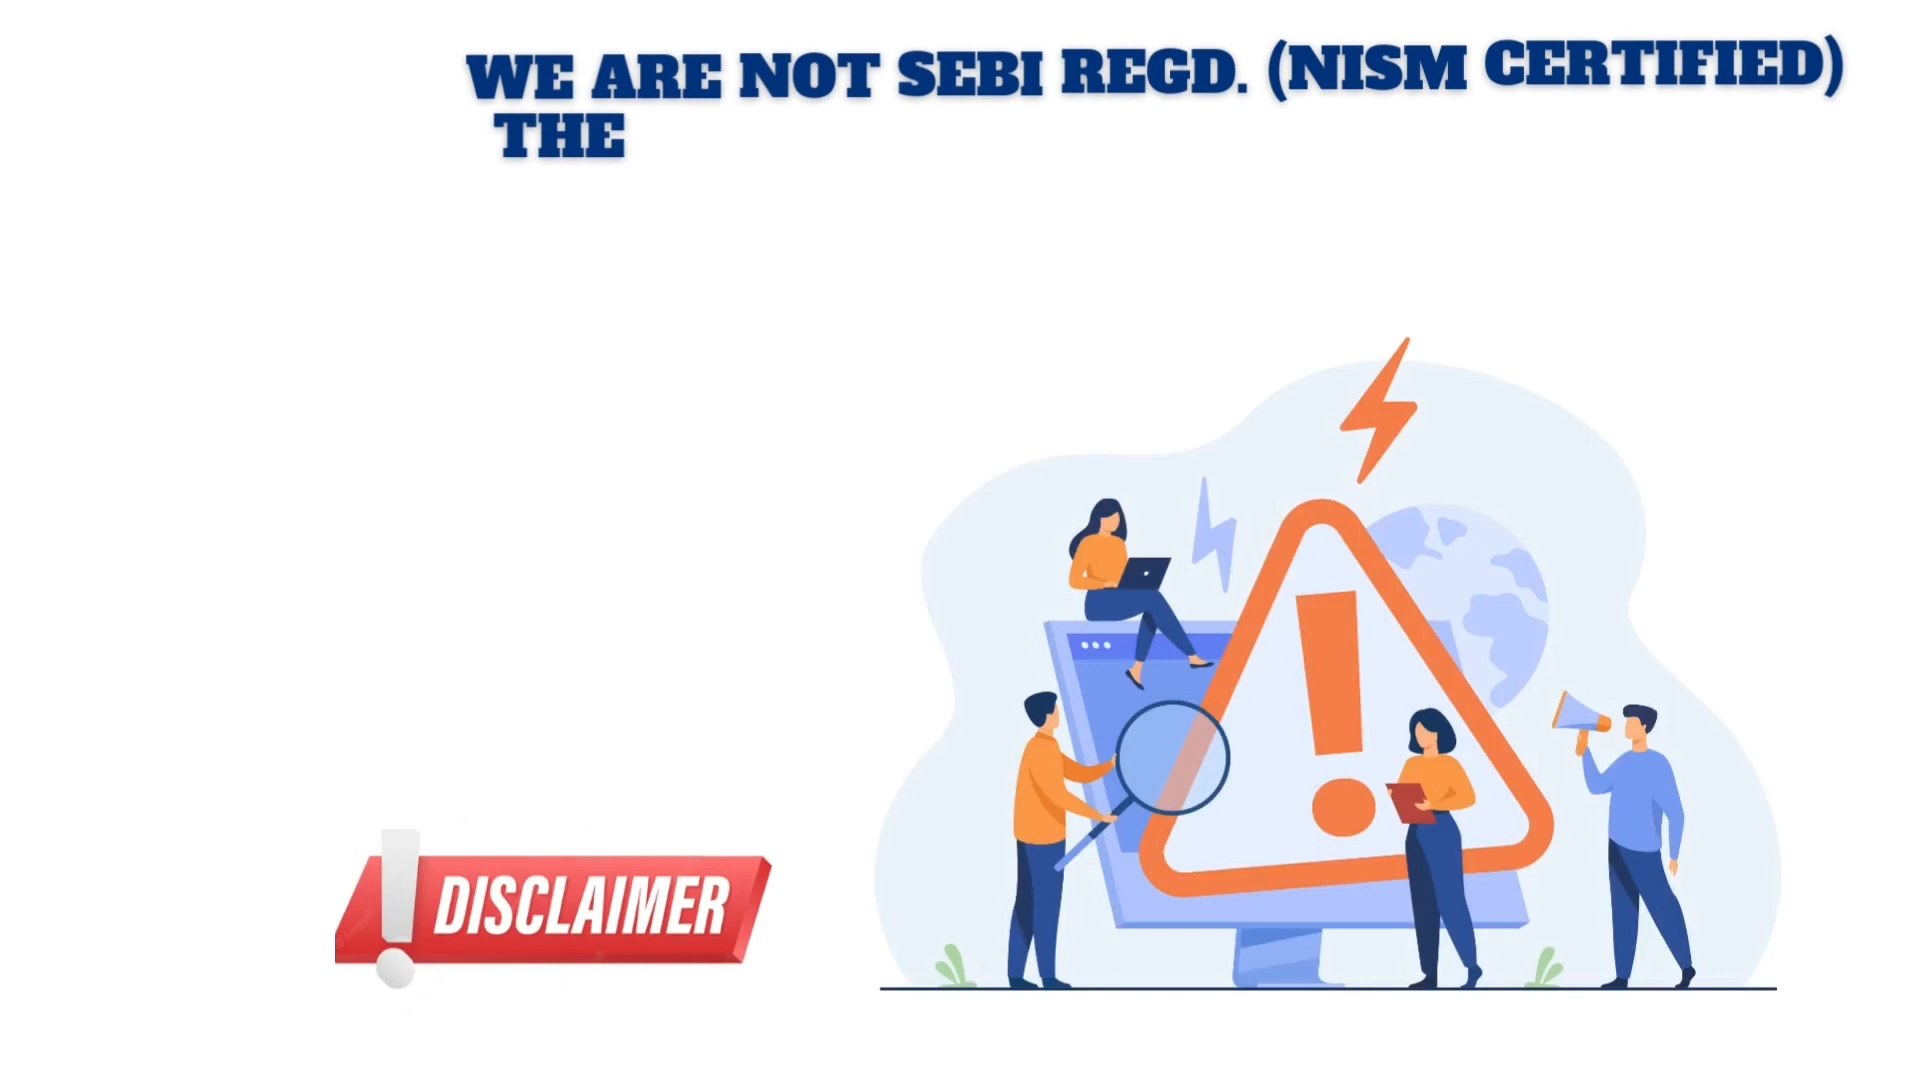 WE ARE NOT SEBI REGD. (NISM CERTIFIED)
THE
DISCLAIMER